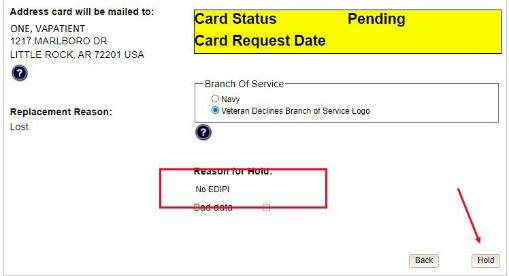 Address card will be mailed to:
ONE, VAPATIENT
1217 MARLBORO DR
LITTLE ROCK, AR 72201 USA
?
Replacement Reason:
Lost
Card Status Pending
Card Request Date
Branch Of Service
Navy
Veteran Declines Branch of Service Logo
?
Reason for Hold:
No EDIPI
Bad data
Back Hold